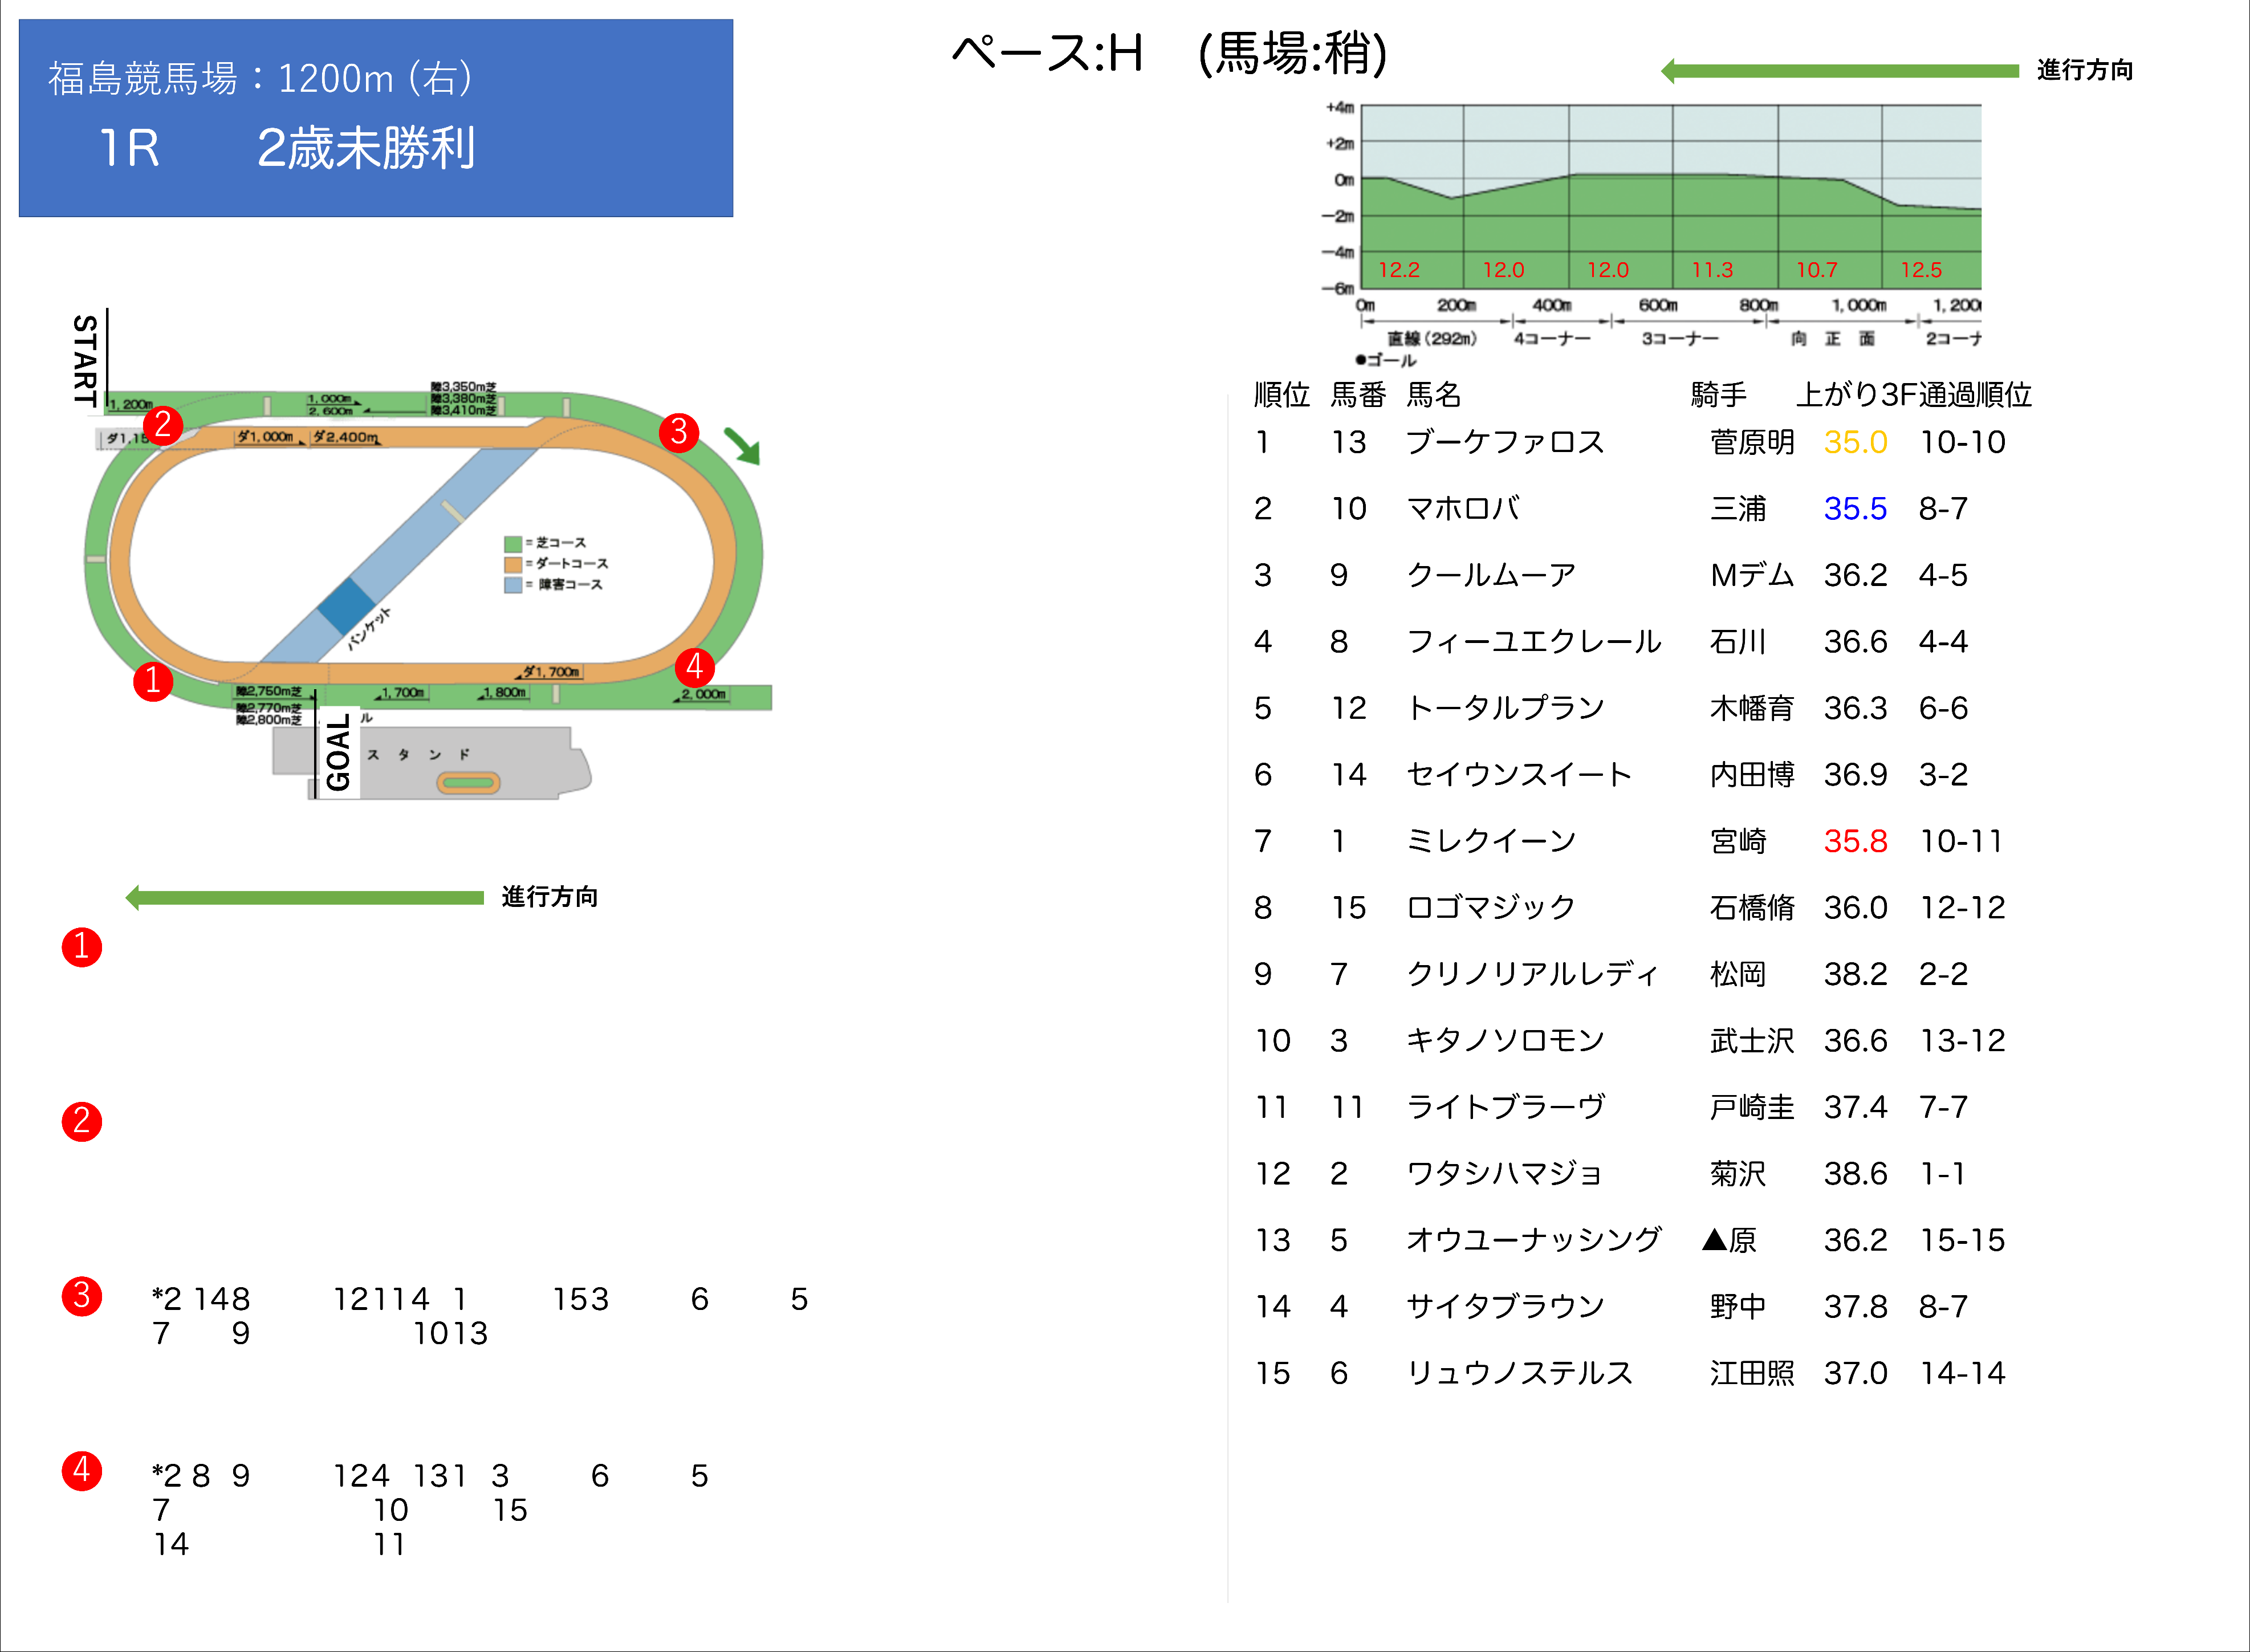 福島競馬場：1200m (右)
1R 2歳未勝利
ペース:H (馬場:稍)
進行方向
+4m
+2m
0m
−2m
−4m
−6m
12.2 12.0 12.0 11.3 10.7 12.5
0m 200m 400m 600m 800m 1,000m 1,200
直線(292m) 4コーナー 3コーナー 向 正 面 2コーナ
●ゴール
START
1,200m
2
1,000m
2,600m
障3,350m芝
障3,380m芝
障3,410m芝
3
ダ1,15
ダ1,000m
ダ2,400m
= 芝コース
= ダートコース
= 障害コース
バンケット
1
4
ダ1,700m
障2,750m芝
障2,770m芝
障2,800m芝
1,700m
1,800m
2,000m
ル
GOAL
ス タ ン ド
進行方向
1
2
3
*2 148 12114 1 153 6 5
7 9 1013
4
*2 8 9 124 131 3 6 5
7 10 15
14 11
順位 馬番 馬名 騎手 上がり3F通過順位
1 13 ブーケファロス 菅原明 35.0 10-10
2 10 マホロバ 三浦 35.5 8-7
3 9 クールムーア Mデム 36.2 4-5
4 8 フィーユエクレール 石川 36.6 4-4
5 12 トータルプラン 木幡育 36.3 6-6
6 14 セイウンスイート 内田博 36.9 3-2
7 1 ミレクイーン 宮崎 35.8 10-11
8 15 ロゴマジック 石橋脩 36.0 12-12
9 7 クリノリアルレディ 松岡 38.2 2-2
10 3 キタノソロモン 武士沢 36.6 13-12
11 11 ライトブラーヴ 戸崎圭 37.4 7-7
12 2 ワタシハマジョ 菊沢 38.6 1-1
13 5 オウユーナッシング ▲原 36.2 15-15
14 4 サイタブラウン 野中 37.8 8-7
15 6 リュウノステルス 江田照 37.0 14-14